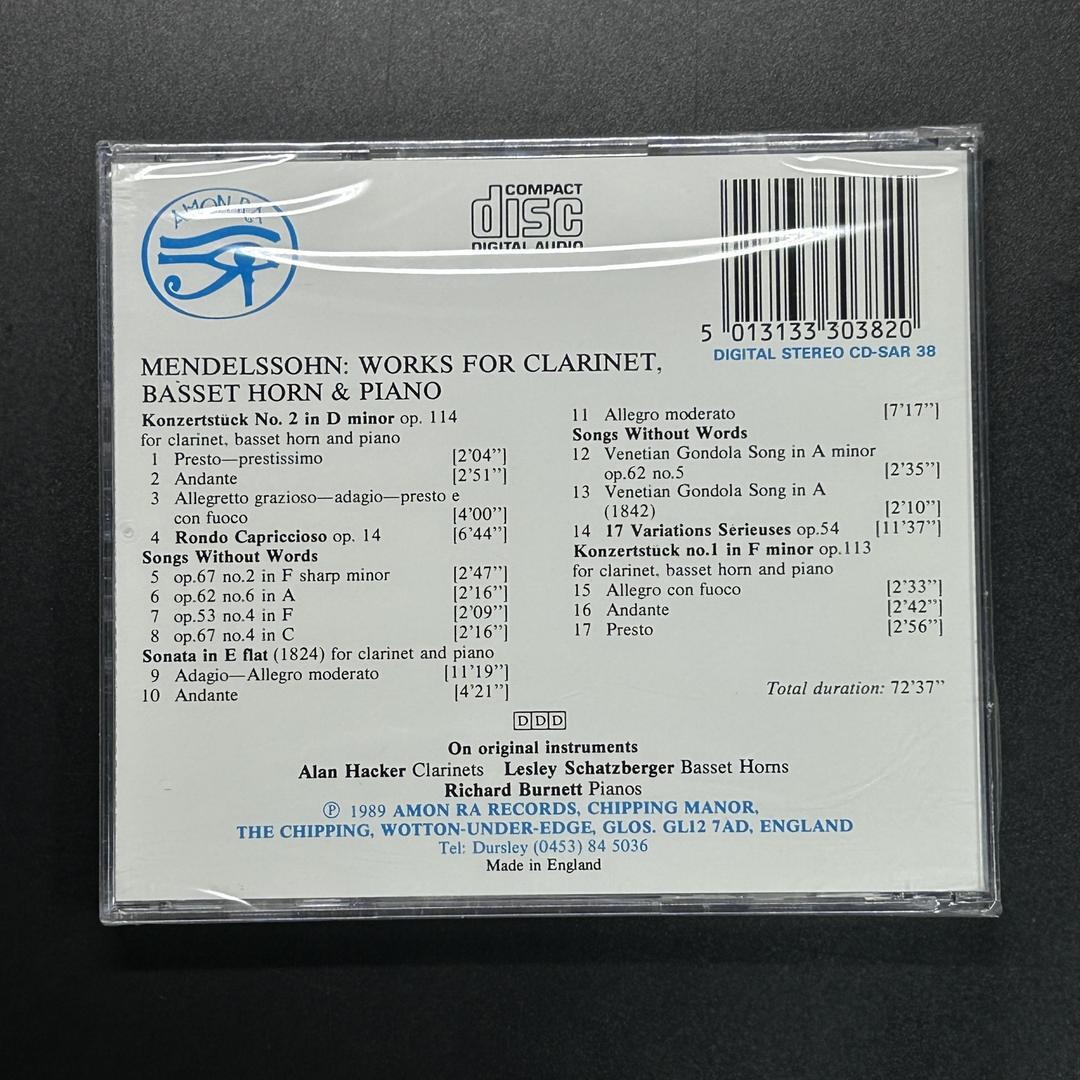 AMON RA
COMPACT
disc
DIGITAL AUDIO
5 013133 303820
DIGITAL STEREO CD-SAR 38
MENDELSSOHN: WORKS FOR CLARINET,
BASSET HORN & PIANO
Konzertstück No. 2 in D minor op. 114
for clarinet, basset horn and piano
1 Presto—prestissimo [2’04”]
2 Andante [2’51”]
3 Allegretto grazioso—adagio—presto e
con fuoco [4’00”]
4 Rondo Capriccioso op. 14 [6’44”]
Songs Without Words
5 op.67 no.2 in F sharp minor [2’47”]
6 op.62 no.6 in A [2’16”]
7 op.53 no.4 in F [2’09”]
8 op.67 no.4 in C [2’16”]
Sonata in E flat (1824) for clarinet and piano
9 Adagio—Allegro moderato [11’19”]
10 Andante [4’21”]
11 Allegro moderato [7’17”]
Songs Without Words
12 Venetian Gondola Song in A minor
op.62 no.5 [2’35”]
13 Venetian Gondola Song in A
(1842) [2’10”]
14 17 Variations Sérieuses op.54 [11’37”]
Konzertstück no.1 in F minor op.113
for clarinet, basset horn and piano
15 Allegro con fuoco [2’33”]
16 Andante [2’42”]
17 Presto [2’56”]
Total duration: 72’37”
DDD
On original instruments
Alan Hacker Clarinets Lesley Schatzberger Basset Horns
Richard Burnett Pianos
Ⓟ 1989 AMON RA RECORDS, CHIPPING MANOR,
THE CHIPPING, WOTTON-UNDER-EDGE, GLOS. GL12 7AD, ENGLAND
Tel: Dursley (0453) 84 5036
Made in England